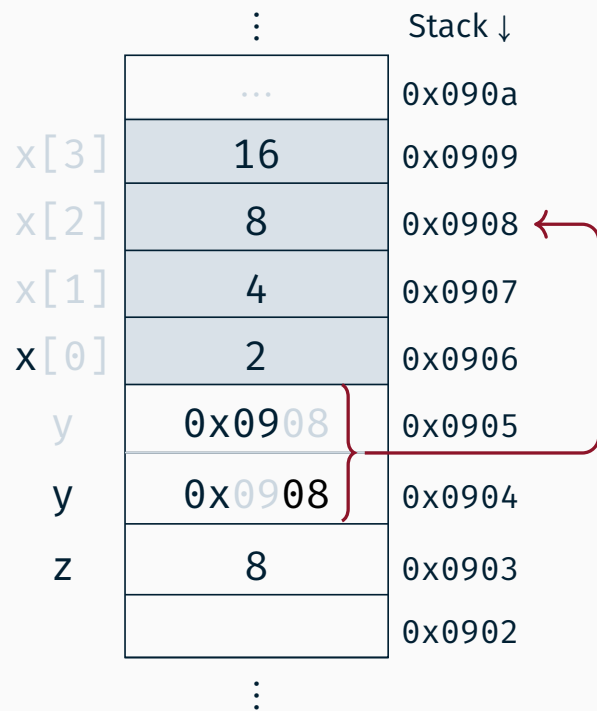 ⋮ Stack ↓
... 0x090a
x[3] 16 0x0909
x[2] 8 0x0908
x[1] 4 0x0907
x[0] 2 0x0906
y 0x0908 0x0905
y 0x0908 0x0904
z 8 0x0903
0x0902
⋮